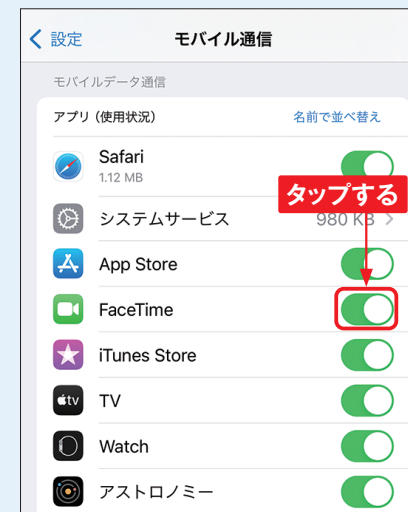 設定
モバイル通信
モバイルデータ通信
アプリ（使用状況） 名前で並べ替え
Safari
1.12 MB
タップする
システムサービス 980 KB
App Store
FaceTime
iTunes Store
tv TV
Watch
アストロノミー